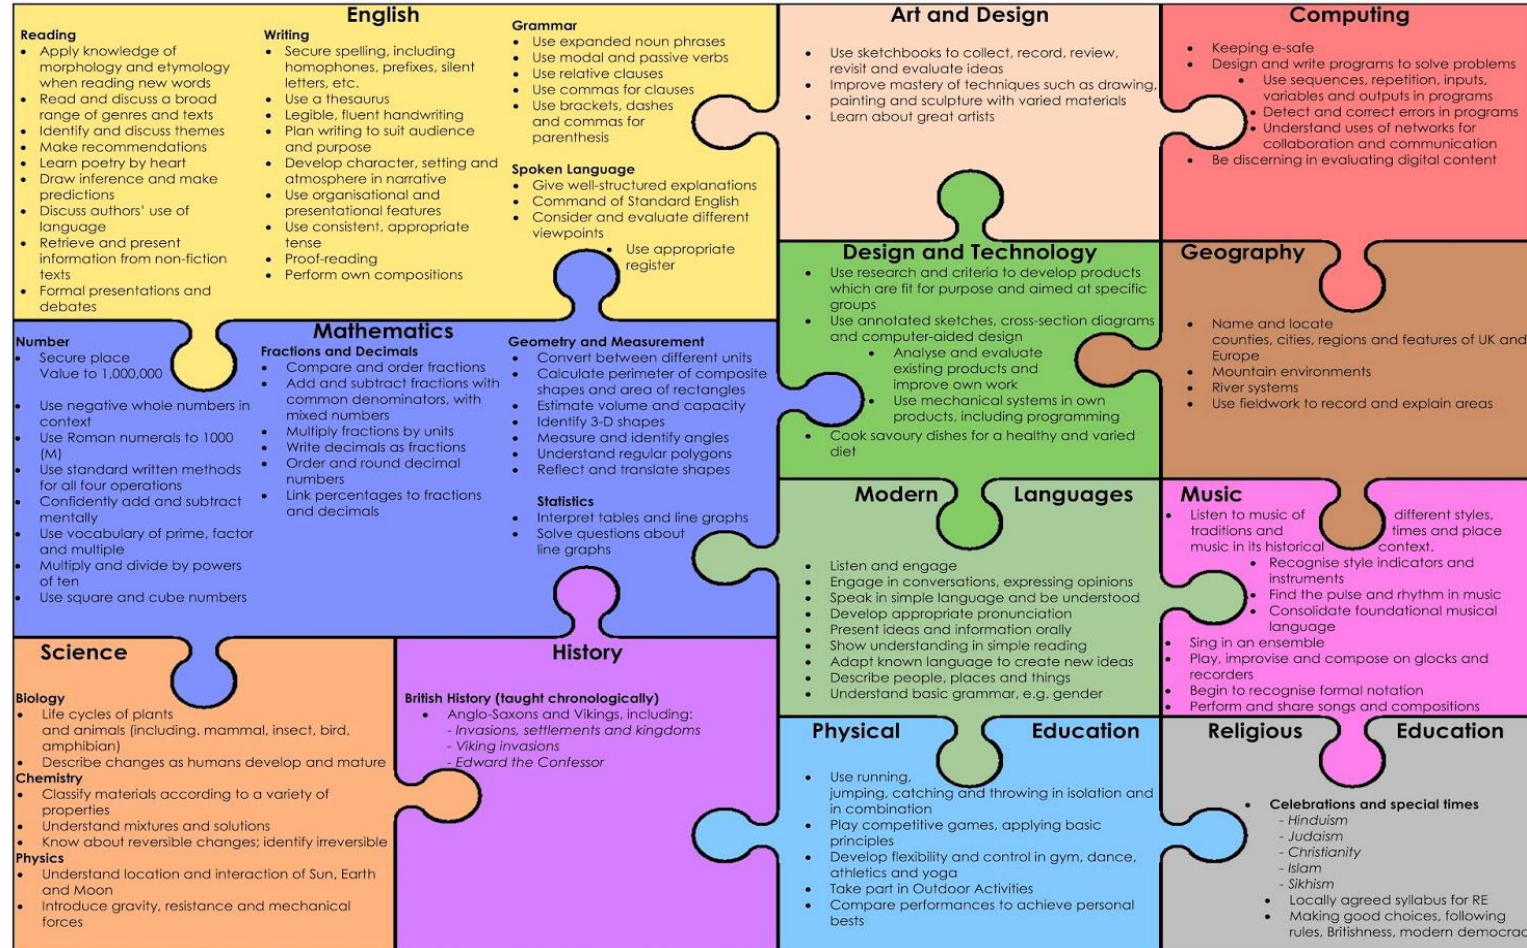 English
Reading
• Apply knowledge of
morphology and etymology
when reading new words
• Read and discuss a broad
range of genres and texts
• Identify and discuss themes
• Make recommendations
• Learn poetry by heart
• Draw inference and make
predictions
• Discuss authors' use of
language
• Retrieve and present
information from non-fiction
texts
• Formal presentations and
debates
Writing
• Secure spelling, including
homophones, prefixes, silent
letters, etc.
• Use a thesaurus
• Legible, fluent handwriting
• Plan writing to suit audience
and purpose
• Develop character, setting and
atmosphere in narrative
• Use organisational and
presentational features
• Use consistent, appropriate
tense
• Proof-reading
• Perform own compositions
Grammar
• Use expanded noun phrases
• Use modal and passive verbs
• Use relative clauses
• Use commas for clauses
• Use brackets, dashes
and commas for
parenthesis
Spoken Language
• Give well-structured explanations
• Command of Standard English
• Consider and evaluate different
viewpoints
• Use appropriate
register
Art and Design
• Use sketchbooks to collect, record, review,
revisit and evaluate ideas
• Improve mastery of techniques such as drawing,
painting and sculpture with varied materials
• Learn about great artists
Computing
• Keeping e-safe
• Design and write programs to solve problems
• Use sequences, repetition, inputs,
variables and outputs in programs
• Detect and correct errors in programs
• Understand uses of networks for
collaboration and communication
• Be discerning in evaluating digital content
Mathematics
Number
• Secure place
Value to 1,000,000
• Use negative whole numbers in
context
• Use Roman numerals to 1000
(M)
• Use standard written methods
for all four operations
• Confidently add and subtract
mentally
• Use vocabulary of prime, factor
and multiple
• Multiply and divide by powers
of ten
• Use square and cube numbers
Fractions and Decimals
• Compare and order fractions
• Add and subtract fractions with
common denominators, with
mixed numbers
• Multiply fractions by units
• Write decimals as fractions
• Order and round decimal
numbers
• Link percentages to fractions
and decimals
Geometry and Measurement
• Convert between different units
• Calculate perimeter of composite
shapes and area of rectangles
• Estimate volume and capacity
• Identify 3-D shapes
• Measure and identify angles
• Understand regular polygons
• Reflect and translate shapes
Statistics
• Interpret tables and line graphs
• Solve questions about
line graphs
Design and Technology
• Use research and criteria to develop products
which are fit for purpose and aimed at specific
groups
• Use annotated sketches, cross-section diagrams
and computer-aided design
• Analyse and evaluate
existing products and
improve own work
• Use mechanical systems in own
products, including programming
• Cook savoury dishes for a healthy and varied
diet
Geography
• Name and locate
counties, cities, regions and features of UK and
Europe
• Mountain environments
• River systems
• Use fieldwork to record and explain areas
Modern Languages
• Listen and engage
• Engage in conversations, expressing opinions
• Speak in simple language and be understood
• Develop appropriate pronunciation
• Present ideas and information orally
• Show understanding in simple reading
• Adapt known language to create new ideas
• Describe people, places and things
• Understand basic grammar, e.g. gender
Music
• Listen to music of different styles,
traditions and times and place
music in its historical context.
• Recognise style indicators and
instruments
• Find the pulse and rhythm in music
• Consolidate foundational musical
language
• Sing in an ensemble
• Play, improvise and compose on glocks and
recorders
• Begin to recognise formal notation
• Perform and share songs and compositions
Science
Biology
• Life cycles of plants
and animals (including. mammal, insect, bird,
amphibian)
• Describe changes as humans develop and mature
Chemistry
• Classify materials according to a variety of
properties
• Understand mixtures and solutions
• Know about reversible changes; identify irreversible
Physics
• Understand location and interaction of Sun, Earth
and Moon
• Introduce gravity, resistance and mechanical
forces
History
British History (taught chronologically)
• Anglo-Saxons and Vikings, including:
- Invasions, settlements and kingdoms
- Viking invasions
- Edward the Confessor
Physical Education
• Use running,
jumping, catching and throwing in isolation and
in combination
• Play competitive games, applying basic
principles
• Develop flexibility and control in gym, dance,
athletics and yoga
• Take part in Outdoor Activities
• Compare performances to achieve personal
bests
Religious Education
• Celebrations and special times
- Hinduism
- Judaism
- Christianity
- Islam
- Sikhism
• Locally agreed syllabus for RE
• Making good choices, following
rules, Britishness, modern democrac